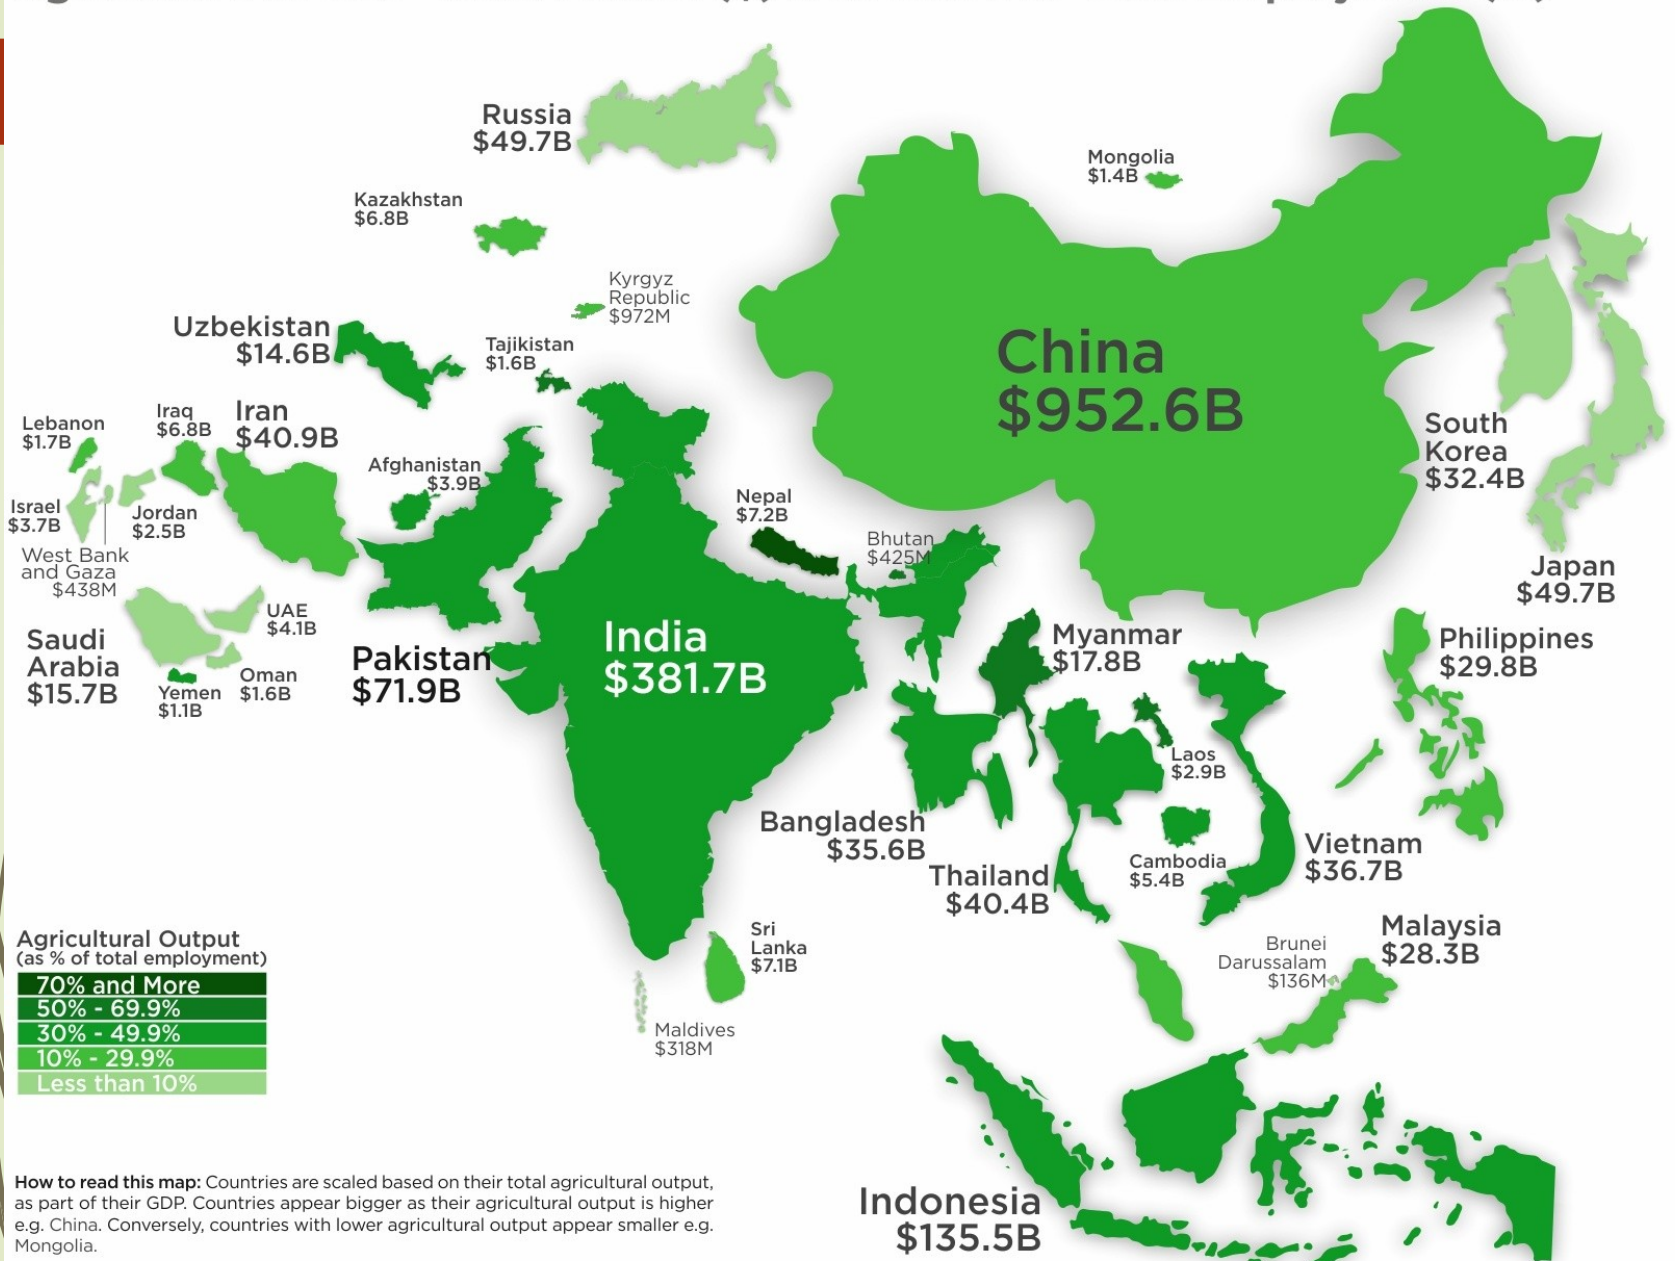 Russia
$49.7B
Mongolia
$1.4B
Kazakhstan
$6.8B
Kyrgyz
Republic
$972M
Uzbekistan
$14.6B
Tajikistan
$1.6B
China
$952.6B
Lebanon
$1.7B
Iraq
$6.8B
Iran
$40.9B
South
Korea
$32.4B
Afghanistan
$3.9B
Israel
$3.7B
Jordan
$2.5B
Nepal
$7.2B
Bhutan
$425M
West Bank
and Gaza
$438M
Japan
$49.7B
UAE
$4.1B
Saudi
Arabia
$15.7B
Oman
$1.6B
Yemen
$1.1B
Pakistan
$71.9B
India
$381.7B
Myanmar
$17.8B
Philippines
$29.8B
Laos
$2.9B
Bangladesh
$35.6B
Thailand
$40.4B
Cambodia
$5.4B
Vietnam
$36.7B
Sri
Lanka
$7.1B
Maldives
$318M
Brunei
Darussalam
$136M
Malaysia
$28.3B
Indonesia
$135.5B
Agricultural Output
(as % of total employment)
70% and More
50% - 69.9%
30% - 49.9%
10% - 29.9%
Less than 10%
How to read this map: Countries are scaled based on their total agricultural output,
as part of their GDP. Countries appear bigger as their agricultural output is higher
e.g. China. Conversely, countries with lower agricultural output appear smaller e.g.
Mongolia.